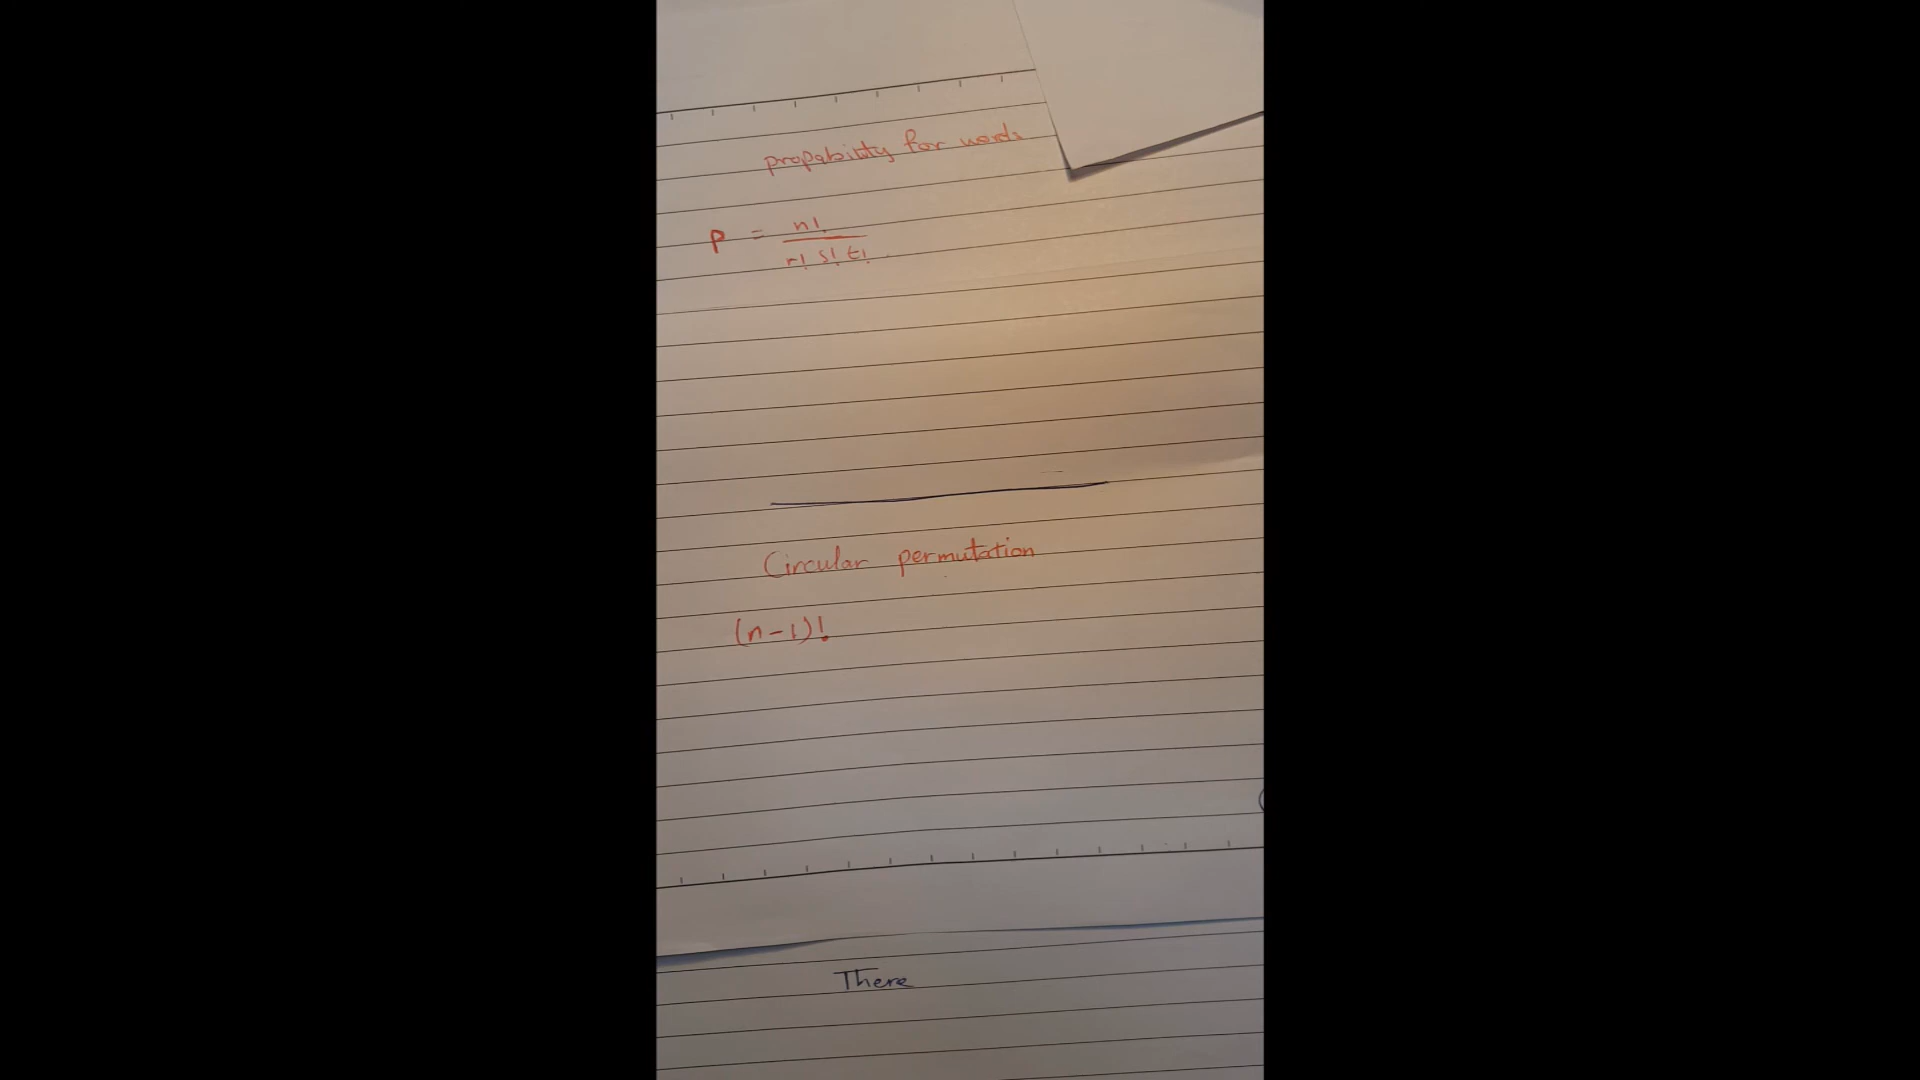 propability for words
P = n! / r! s! t!
Circular permutation
(n-1)!
There